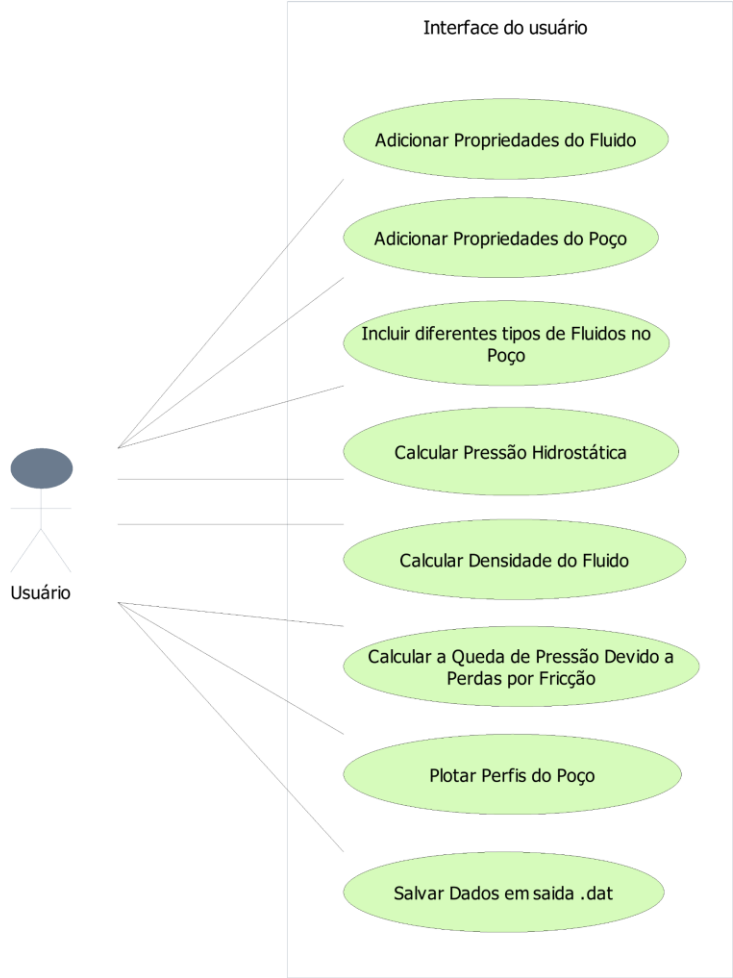 Interface do usuário
Adicionar Propriedades do Fluido
Adicionar Propriedades do Poço
Incluir diferentes tipos de Fluidos no
Poço
Calcular Pressão Hidrostática
Calcular Densidade do Fluido
Usuário
Calcular a Queda de Pressão Devido a
Perdas por Fricção
Plotar Perfis do Poço
Salvar Dados em saida .dat